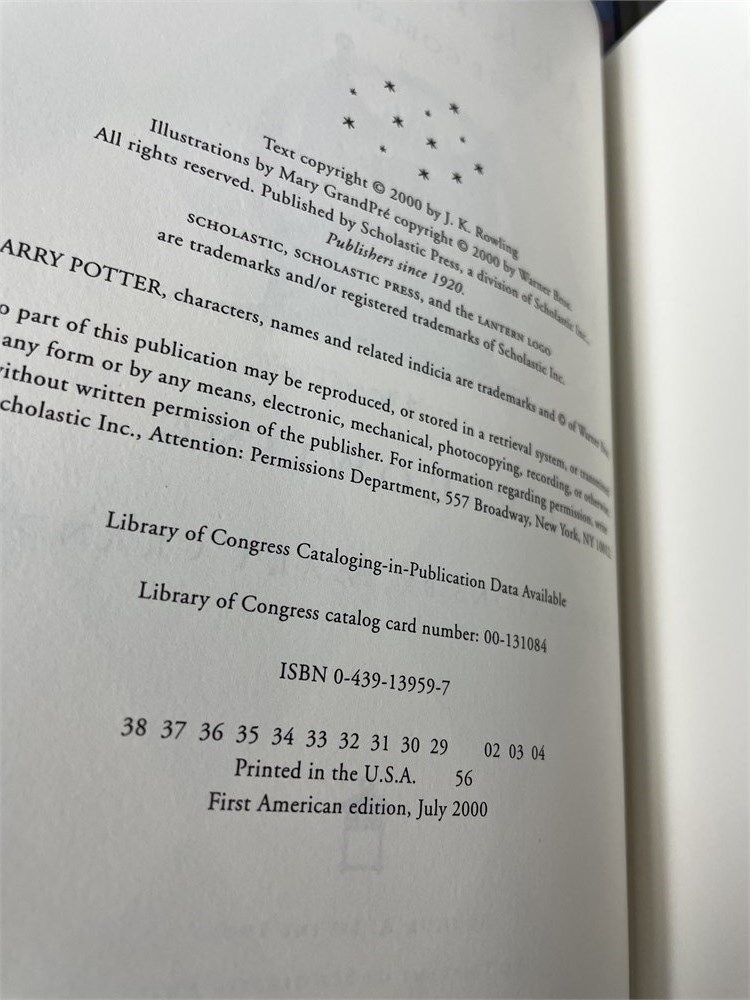 Text copyright © 2000 by J. K. Rowling
Illustrations by Mary GrandPré copyright © 2000 by Warner Bros.
All rights reserved. Published by Scholastic Press, a division of Scholastic Inc.,
Publishers since 1920.
SCHOLASTIC, SCHOLASTIC PRESS, and the LANTERN LOGO
are trademarks and/or registered trademarks of Scholastic Inc.
ARRY POTTER, characters, names and related indicia are trademarks and © of Warner Bros.
o part of this publication may be reproduced, or stored in a retrieval system, or transmitted
any form or by any means, electronic, mechanical, photocopying, recording, or otherwise,
ithout written permission of the publisher. For information regarding permission, write
cholastic Inc., Attention: Permissions Department, 557 Broadway, New York, NY
Library of Congress Cataloging-in-Publication Data Available
Library of Congress catalog card number: 00-131084
ISBN 0-439-13959-7
38 37 36 35 34 33 32 31 30 29 02 03 04
Printed in the U.S.A. 56
First American edition, July 2000